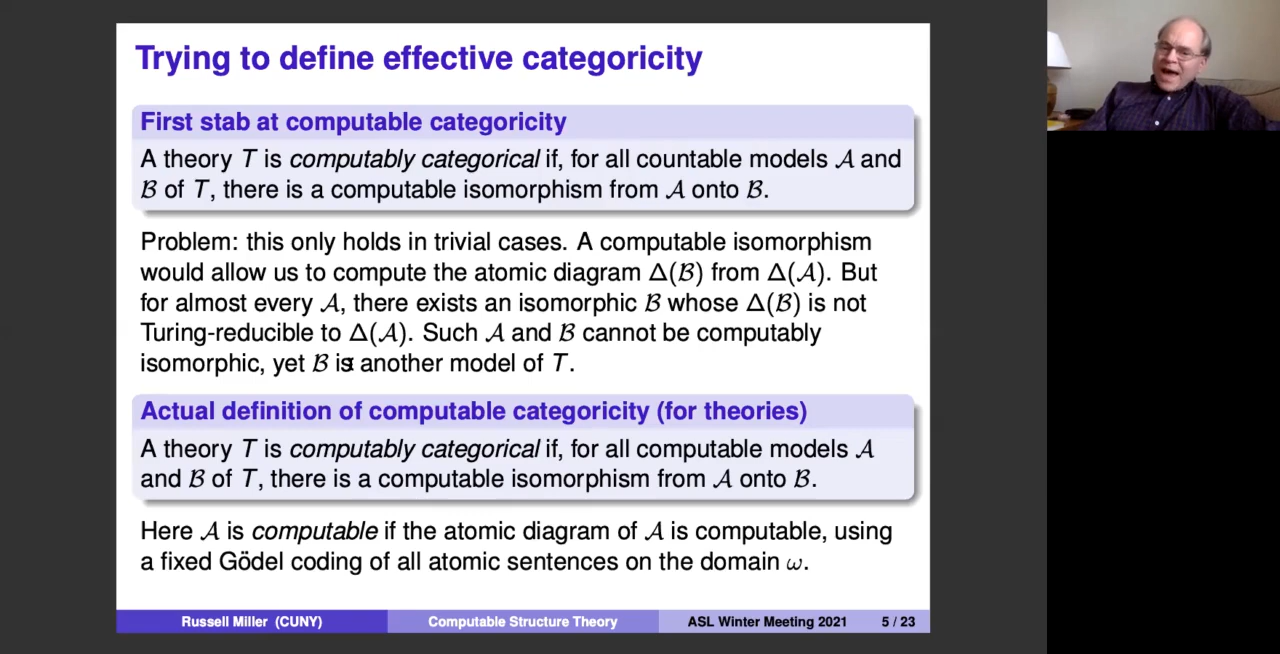 Trying to define effective categoricity
First stab at computable categoricity
A theory T is computably categorical if, for all countable models 𝒜 and
ℬ of T, there is a computable isomorphism from 𝒜 onto ℬ.
Problem: this only holds in trivial cases. A computable isomorphism
would allow us to compute the atomic diagram Δ(ℬ) from Δ(𝒜). But
for almost every 𝒜, there exists an isomorphic ℬ whose Δ(ℬ) is not
Turing-reducible to Δ(𝒜). Such 𝒜 and ℬ cannot be computably
isomorphic, yet ℬ is another model of T.
Actual definition of computable categoricity (for theories)
A theory T is computably categorical if, for all computable models 𝒜
and ℬ of T, there is a computable isomorphism from 𝒜 onto ℬ.
Here 𝒜 is computable if the atomic diagram of 𝒜 is computable, using
a fixed Gödel coding of all atomic sentences on the domain ω.
Russell Miller (CUNY) Computable Structure Theory ASL Winter Meeting 2021 5 / 23